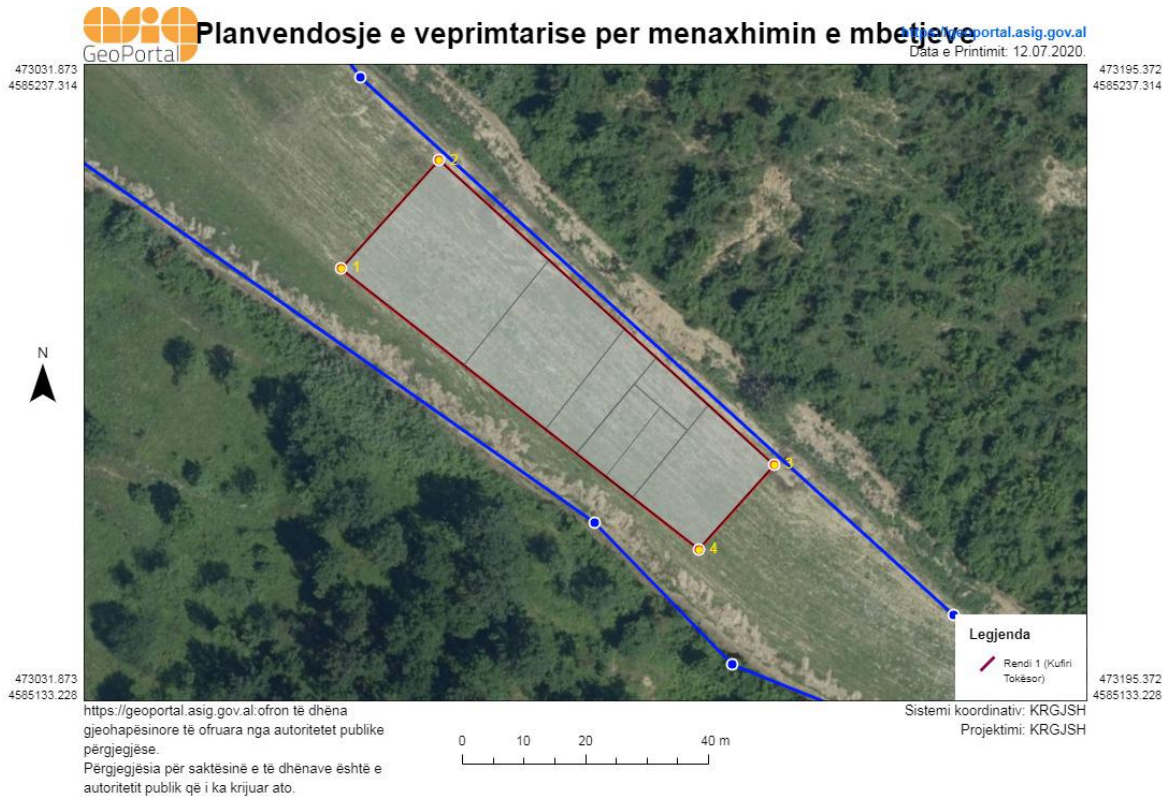 asig
GeoPortal
Planvendosje e veprimtarise per menaxhimin e mbetjeve
https://geoportal.asig.gov.al
Data e Printimit: 12.07.2020.
473031.873
4585237.314
473195.372
4585237.314
2
1
N
3
4
Legjenda
Rendi 1 (Kufiri
Tokësor)
473031.873
4585133.228
473195.372
4585133.228
https://geoportal.asig.gov.al:ofron të dhëna
gjeohapësinore të ofruara nga autoritetet publike
përgjegjëse.
Përgjegjësia për saktësinë e të dhënave është e
autoritetit publik që i ka krijuar ato.
Sistemi koordinativ: KRGJSH
Projektimi: KRGJSH
0 10 20 40 m